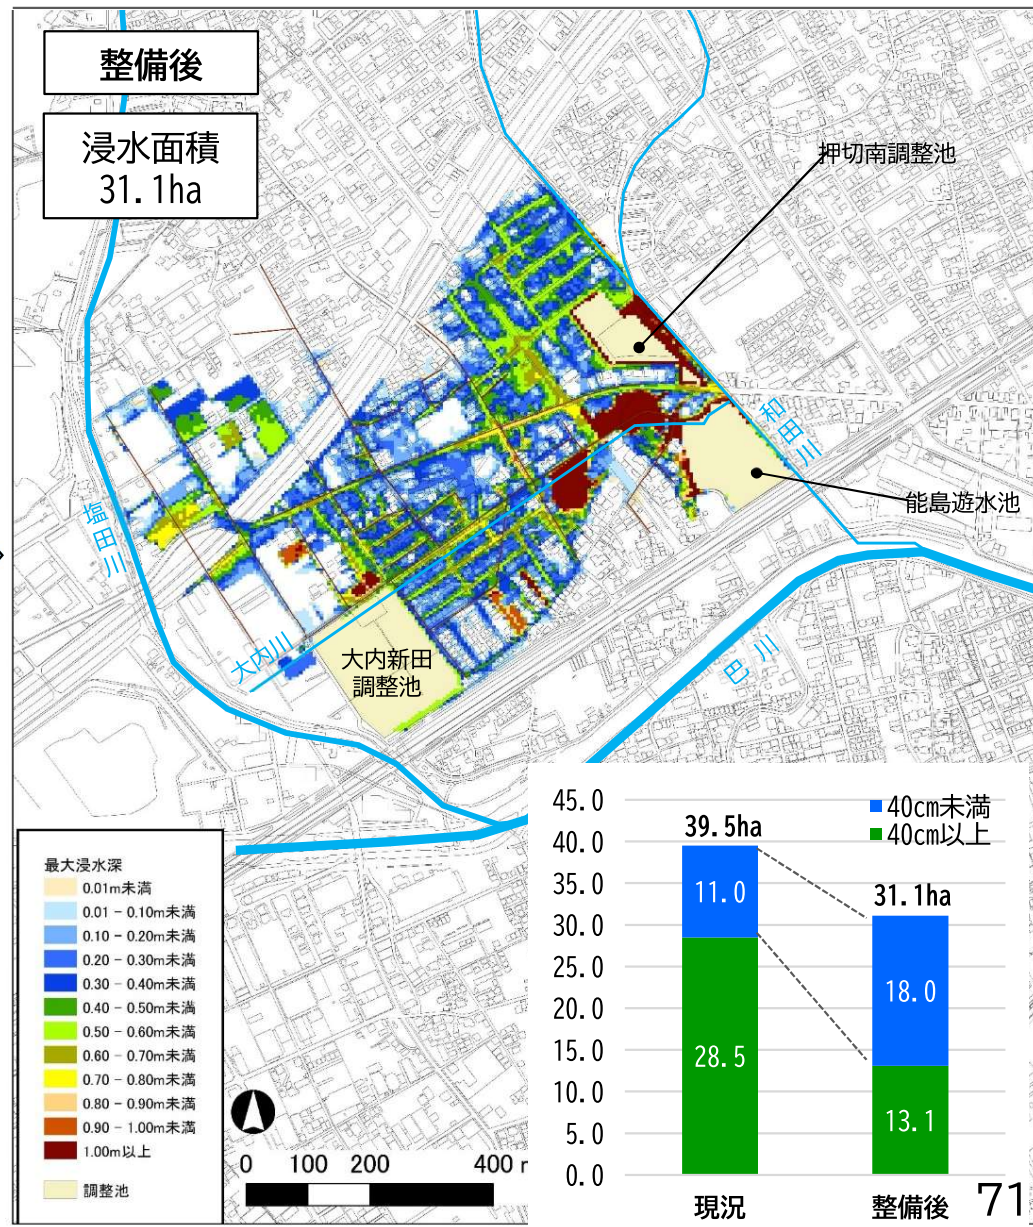 整備後
浸水面積
31.1ha
押切南調整池
和田川
能島遊水池
塩田川
大内川
大内新田
調整池
巴川
最大浸水深
0.01m未満
0.01 - 0.10m未満
0.10 - 0.20m未満
0.20 - 0.30m未満
0.30 - 0.40m未満
0.40 - 0.50m未満
0.50 - 0.60m未満
0.60 - 0.70m未満
0.70 - 0.80m未満
0.80 - 0.90m未満
0.90 - 1.00m未満
1.00m以上
調整池
0 100 200 400
45.0
40.0
35.0
30.0
25.0
20.0
15.0
10.0
5.0
0.0
40cm未満
40cm以上
39.5ha
11.0
28.5
31.1ha
18.0
13.1
現況
整備後
71